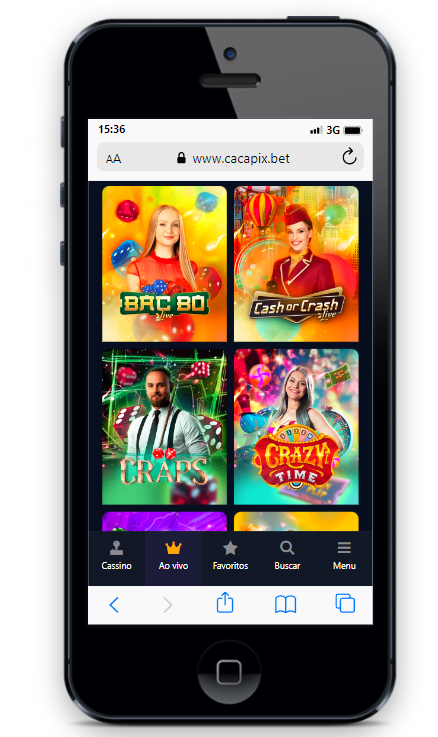 15:36 3G
AA www.cacapix.bet
BAC BO
live
Cash or Crash
live
CRAPS
CRAZY
TIME
Cassino Ao vivo Favoritos Buscar Menu